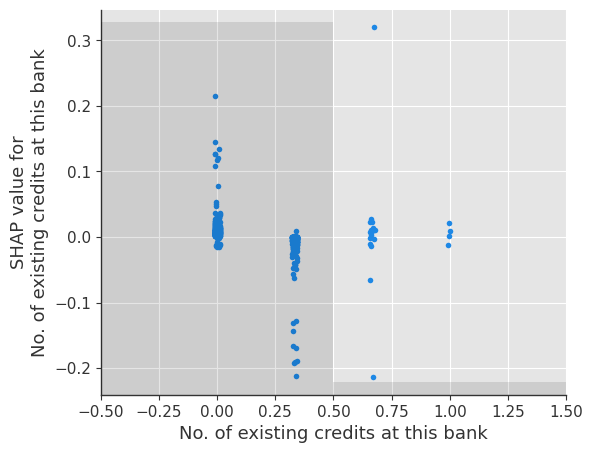 0.3
0.2
0.1
0.0
−0.1
−0.2
SHAP value for
No. of existing credits at this bank
−0.50 −0.25 0.00 0.25 0.50 0.75 1.00 1.25 1.50
No. of existing credits at this bank